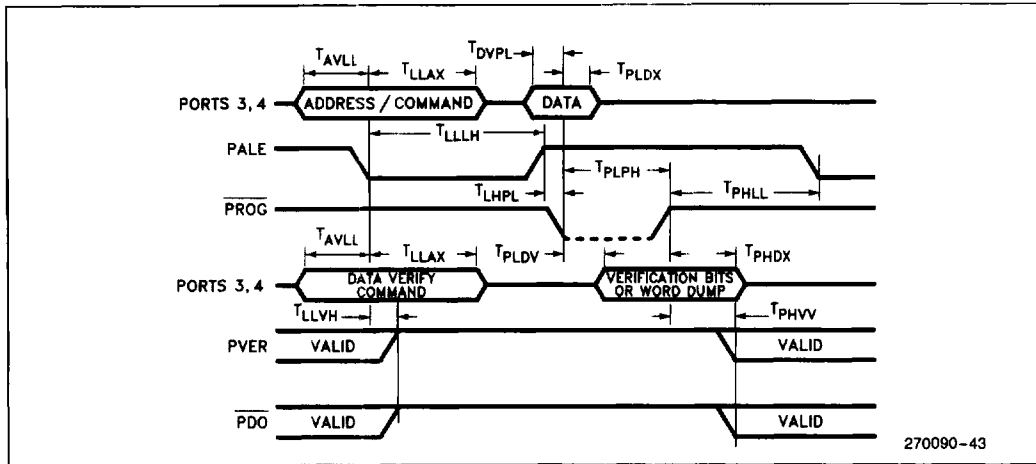 T_AVLL T_LLAX T_DVPL T_PLDX
PORTS 3, 4 ADDRESS / COMMAND DATA
T_LLLH
PALE T_PLPH
T_LHPL T_PHLL
PROG
T_AVLL T_LLAX T_PLDV T_PHDX
PORTS 3, 4 DATA VERIFY COMMAND VERIFICATION BITS OR WORD DUMP
T_LLVH T_PHVV
PVER VALID VALID
PDO VALID VALID
270090-43